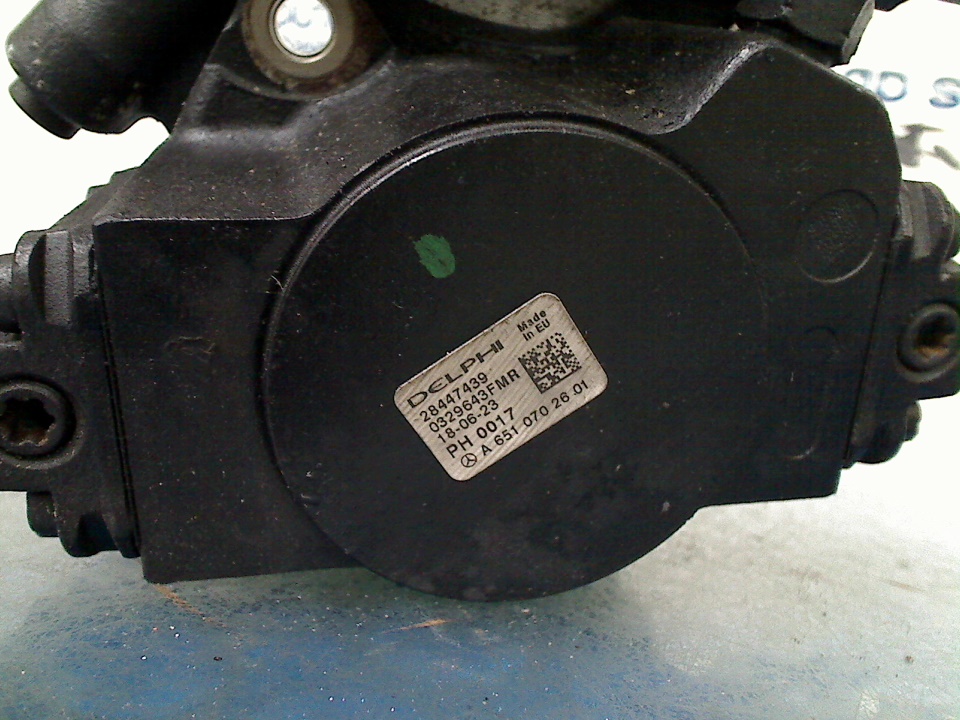 DELPHI
Made
in EU
28447439
0329643FMR
18-06-23
PH 0017
A 651 070 26 01